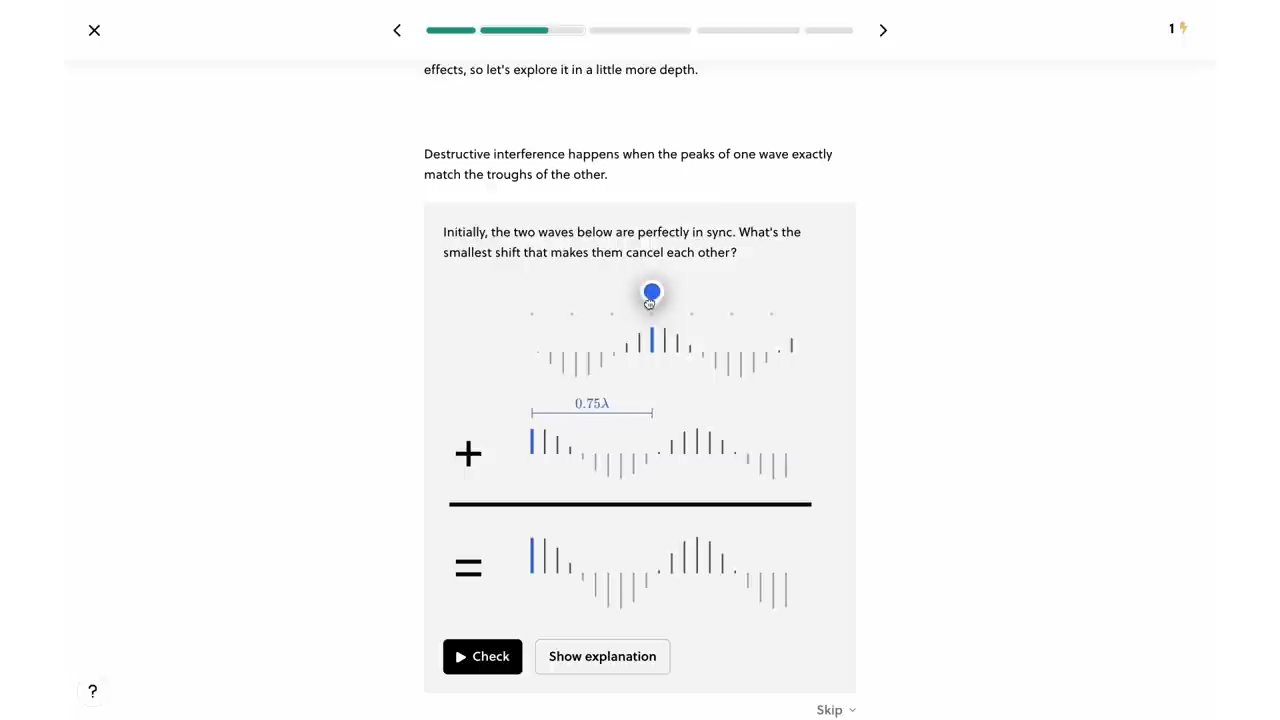 1
effects, so let's explore it in a little more depth.
Destructive interference happens when the peaks of one wave exactly
match the troughs of the other.
Initially, the two waves below are perfectly in sync. What's the
smallest shift that makes them cancel each other?
0.75λ
+
=
Check
Show explanation
?
Skip